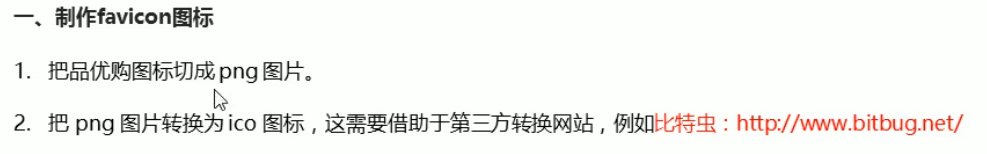 一、制作favicon图标
1. 把品优购图标切成png图片。
2. 把 png 图片转换为ico 图标，这需要借助于第三方转换网站，例如比特虫：http://www.bitbug.net/